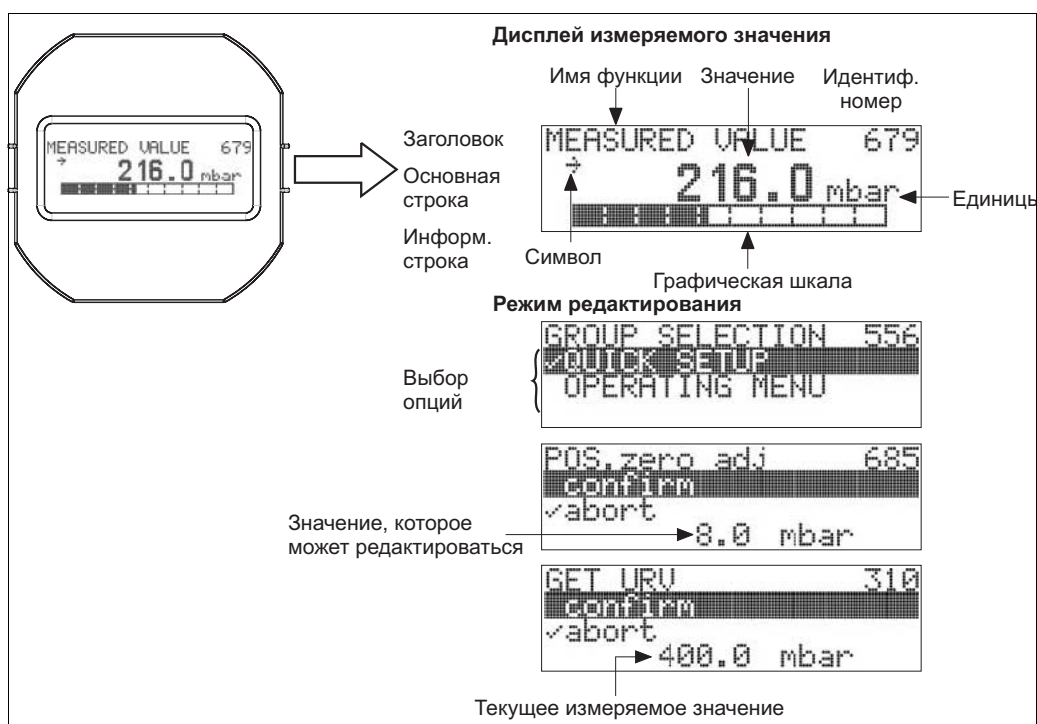 Дисплей измеряемого значения
Имя функции
Значение
Идентиф.
номер
MEASURED VALUE 679
→ 216.0 mbar
Заголовок
Основная
строка
Информ.
строка
MEASURED VALUE 679
→ 216.0 mbar
Единицы
Символ
Графическая шкала
Режим редактирования
GROUP SELECTION 556
✓QUICK SETUP
OPERATING MENU
Выбор
опций
POS.zero adj 685
confirm
✓abort
8.0 mbar
Значение, которое
может редактироваться
GET URV 310
confirm
✓abort
400.0 mbar
Текущее измеряемое значение